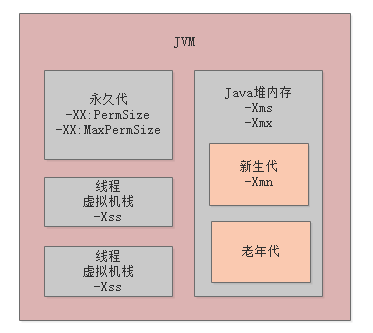 JVM
永久代
-XX:PermSize
-XX:MaxPermSize
线程
虚拟机栈
-Xss
线程
虚拟机栈
-Xss
Java堆内存
-Xms
-Xmx
新生代
-Xmn
老年代